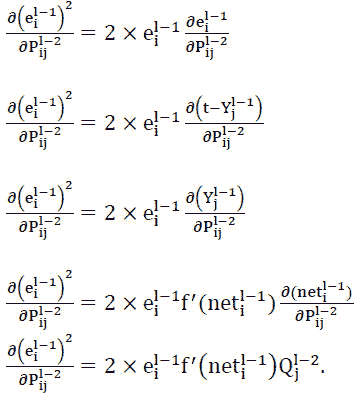 ∂(e_i^{l−1})^2 / ∂P_{ij}^{l−2} = 2 × e_i^{l−1} ∂e_i^{l−1} / ∂P_{ij}^{l−2}
∂(e_i^{l−1})^2 / ∂P_{ij}^{l−2} = 2 × e_i^{l−1} ∂(t−Y_j^{l−1}) / ∂P_{ij}^{l−2}
∂(e_i^{l−1})^2 / ∂P_{ij}^{l−2} = 2 × e_i^{l−1} ∂(Y_j^{l−1}) / ∂P_{ij}^{l−2}
∂(e_i^{l−1})^2 / ∂P_{ij}^{l−2} = 2 × e_i^{l−1} f′(net_i^{l−1}) ∂(net_i^{l−1}) / ∂P_{ij}^{l−2}
∂(e_i^{l−1})^2 / ∂P_{ij}^{l−2} = 2 × e_i^{l−1} f′(net_i^{l−1}) Q_j^{l−2}.